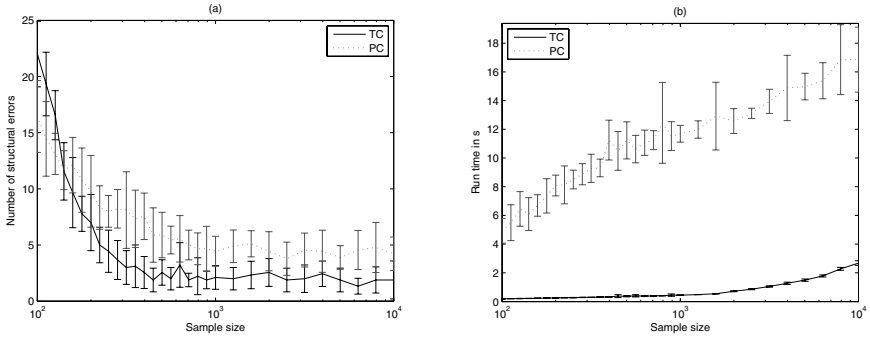 (a)
25
20
15
10
5
0
10^2
10^3
10^4
Number of structural errors
Sample size
TC
PC
(b)
18
16
14
12
10
8
6
4
2
0
10^2
10^3
10^4
Run time in s
Sample size
TC
PC